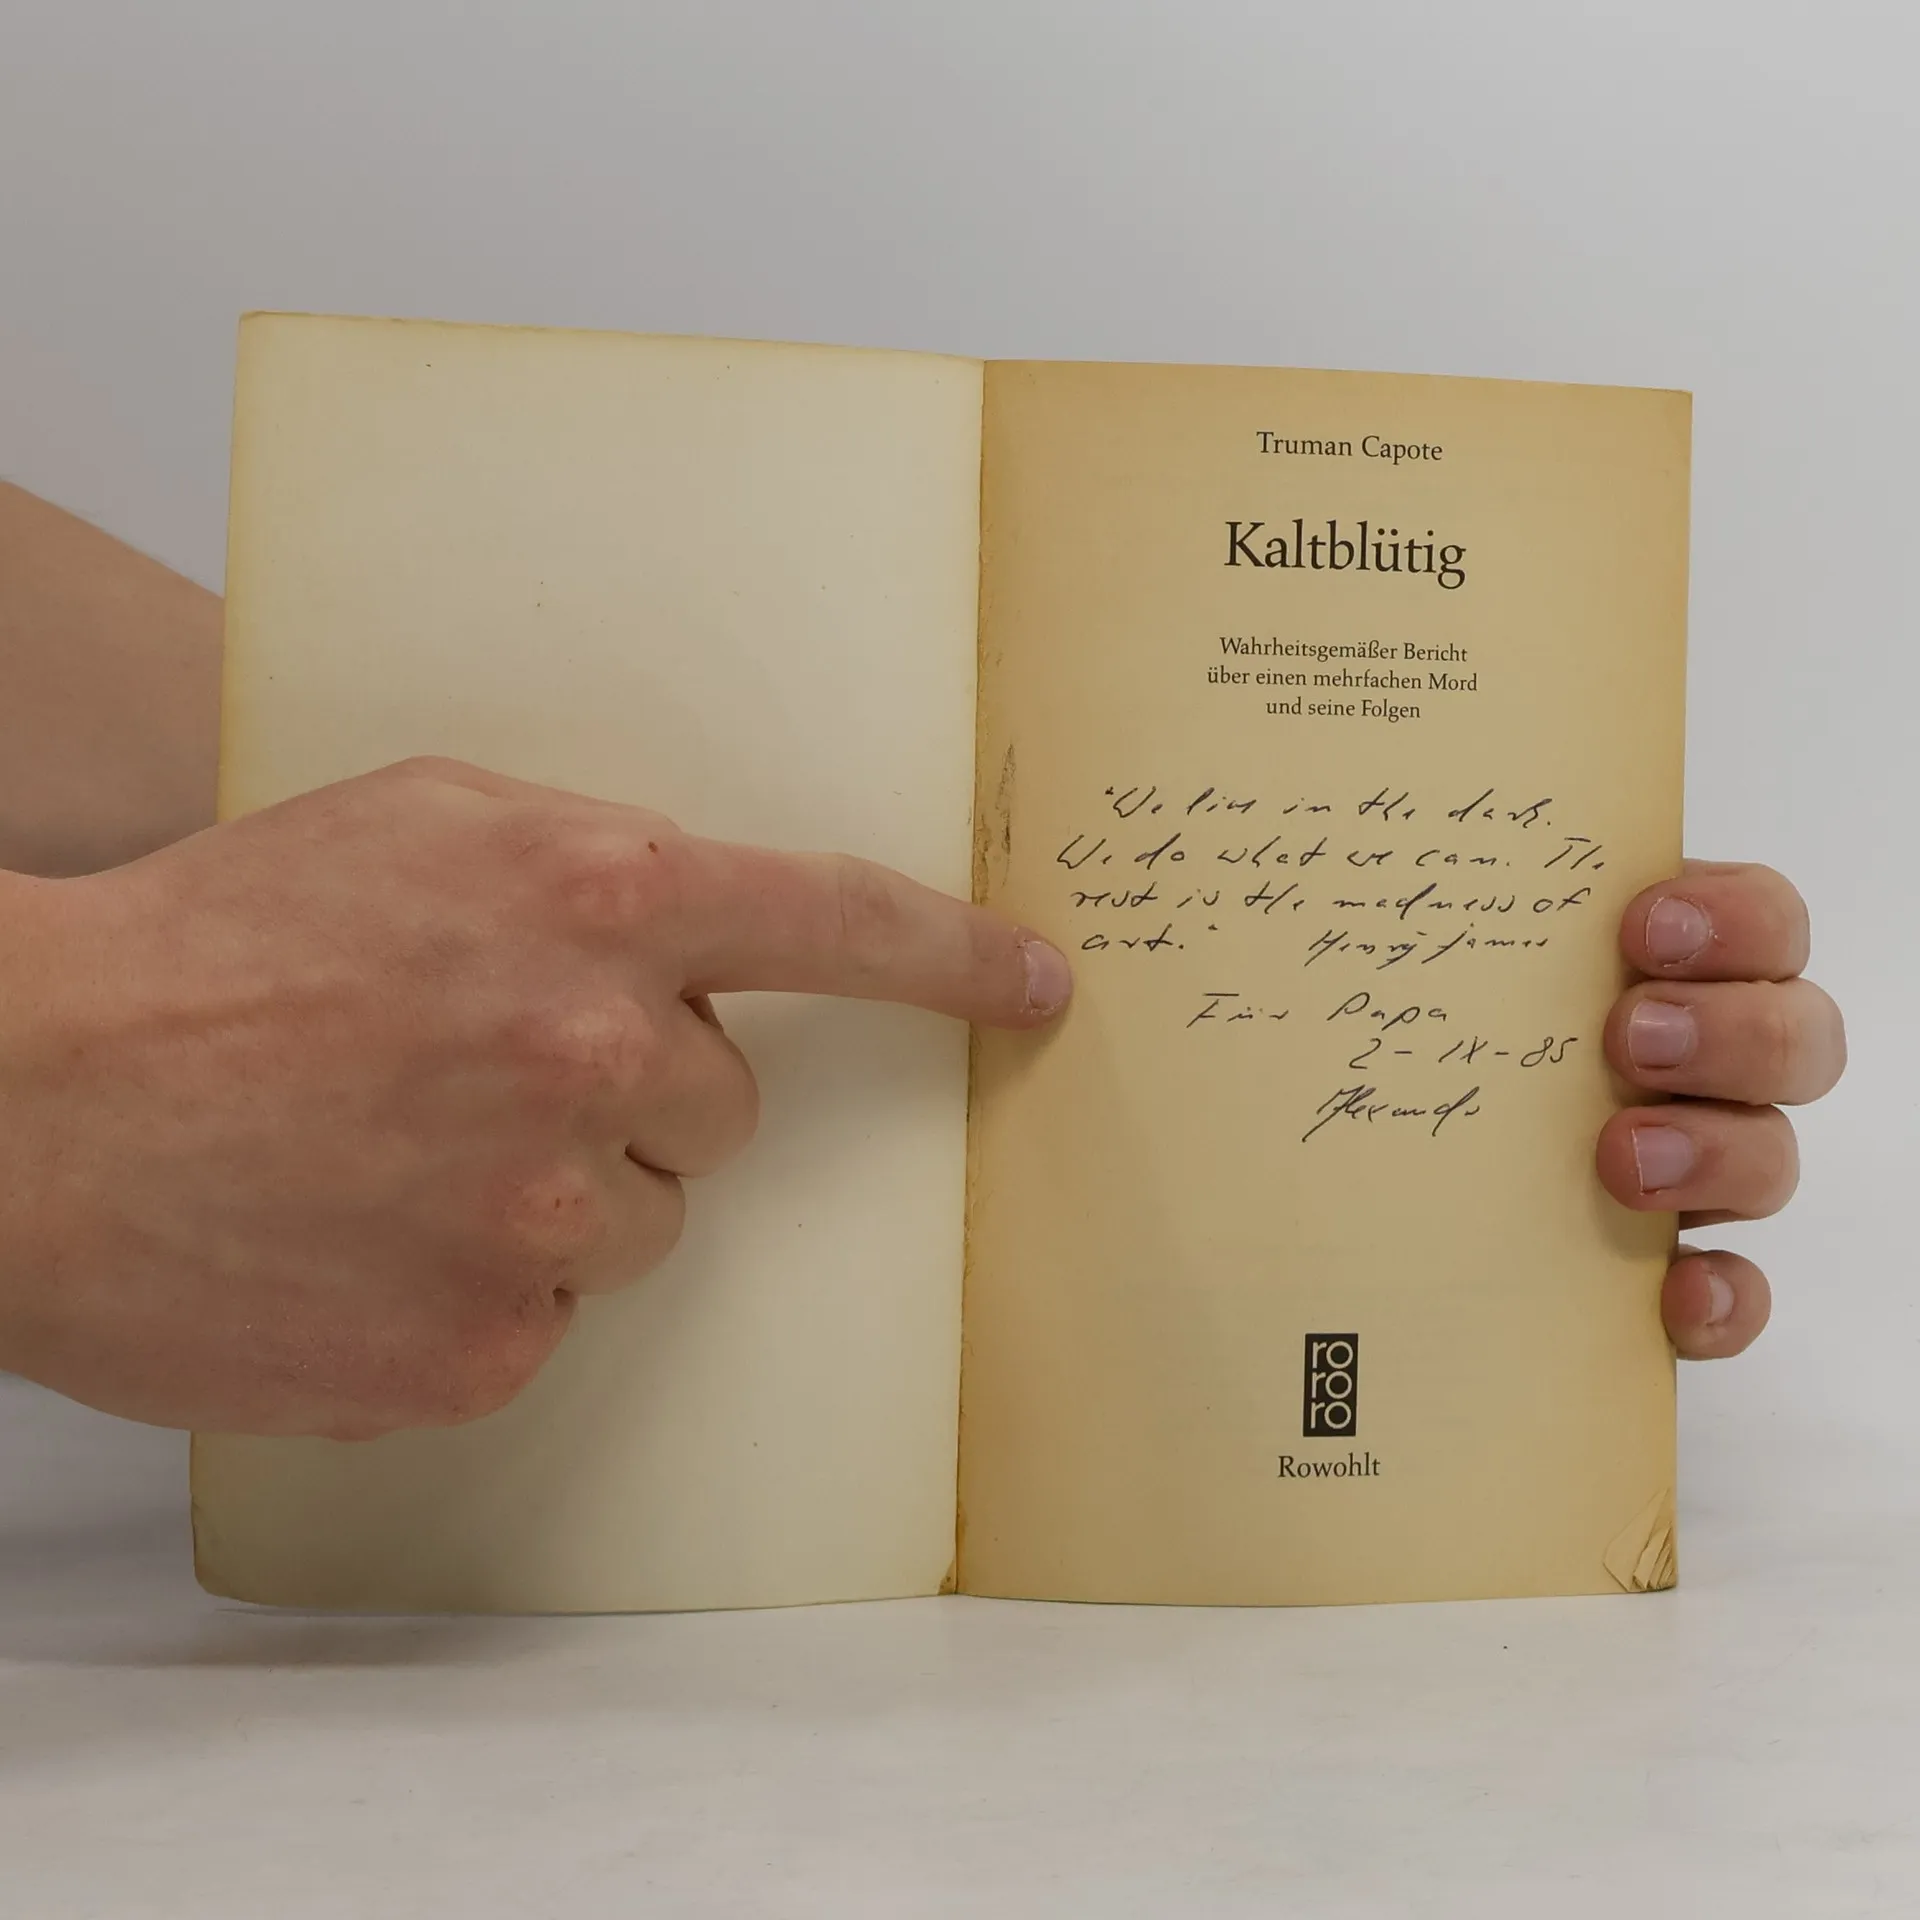 Truman Capote
Kaltblütig
Wahrheitsgemäßer Bericht
über einen mehrfachen Mord
und seine Folgen
"We live in the dark.
We do what we can. The
rest is the madness of
art." Henry James
Für Papa
2 - IX - 85
Alexander
ro
ro
ro
Rowohlt